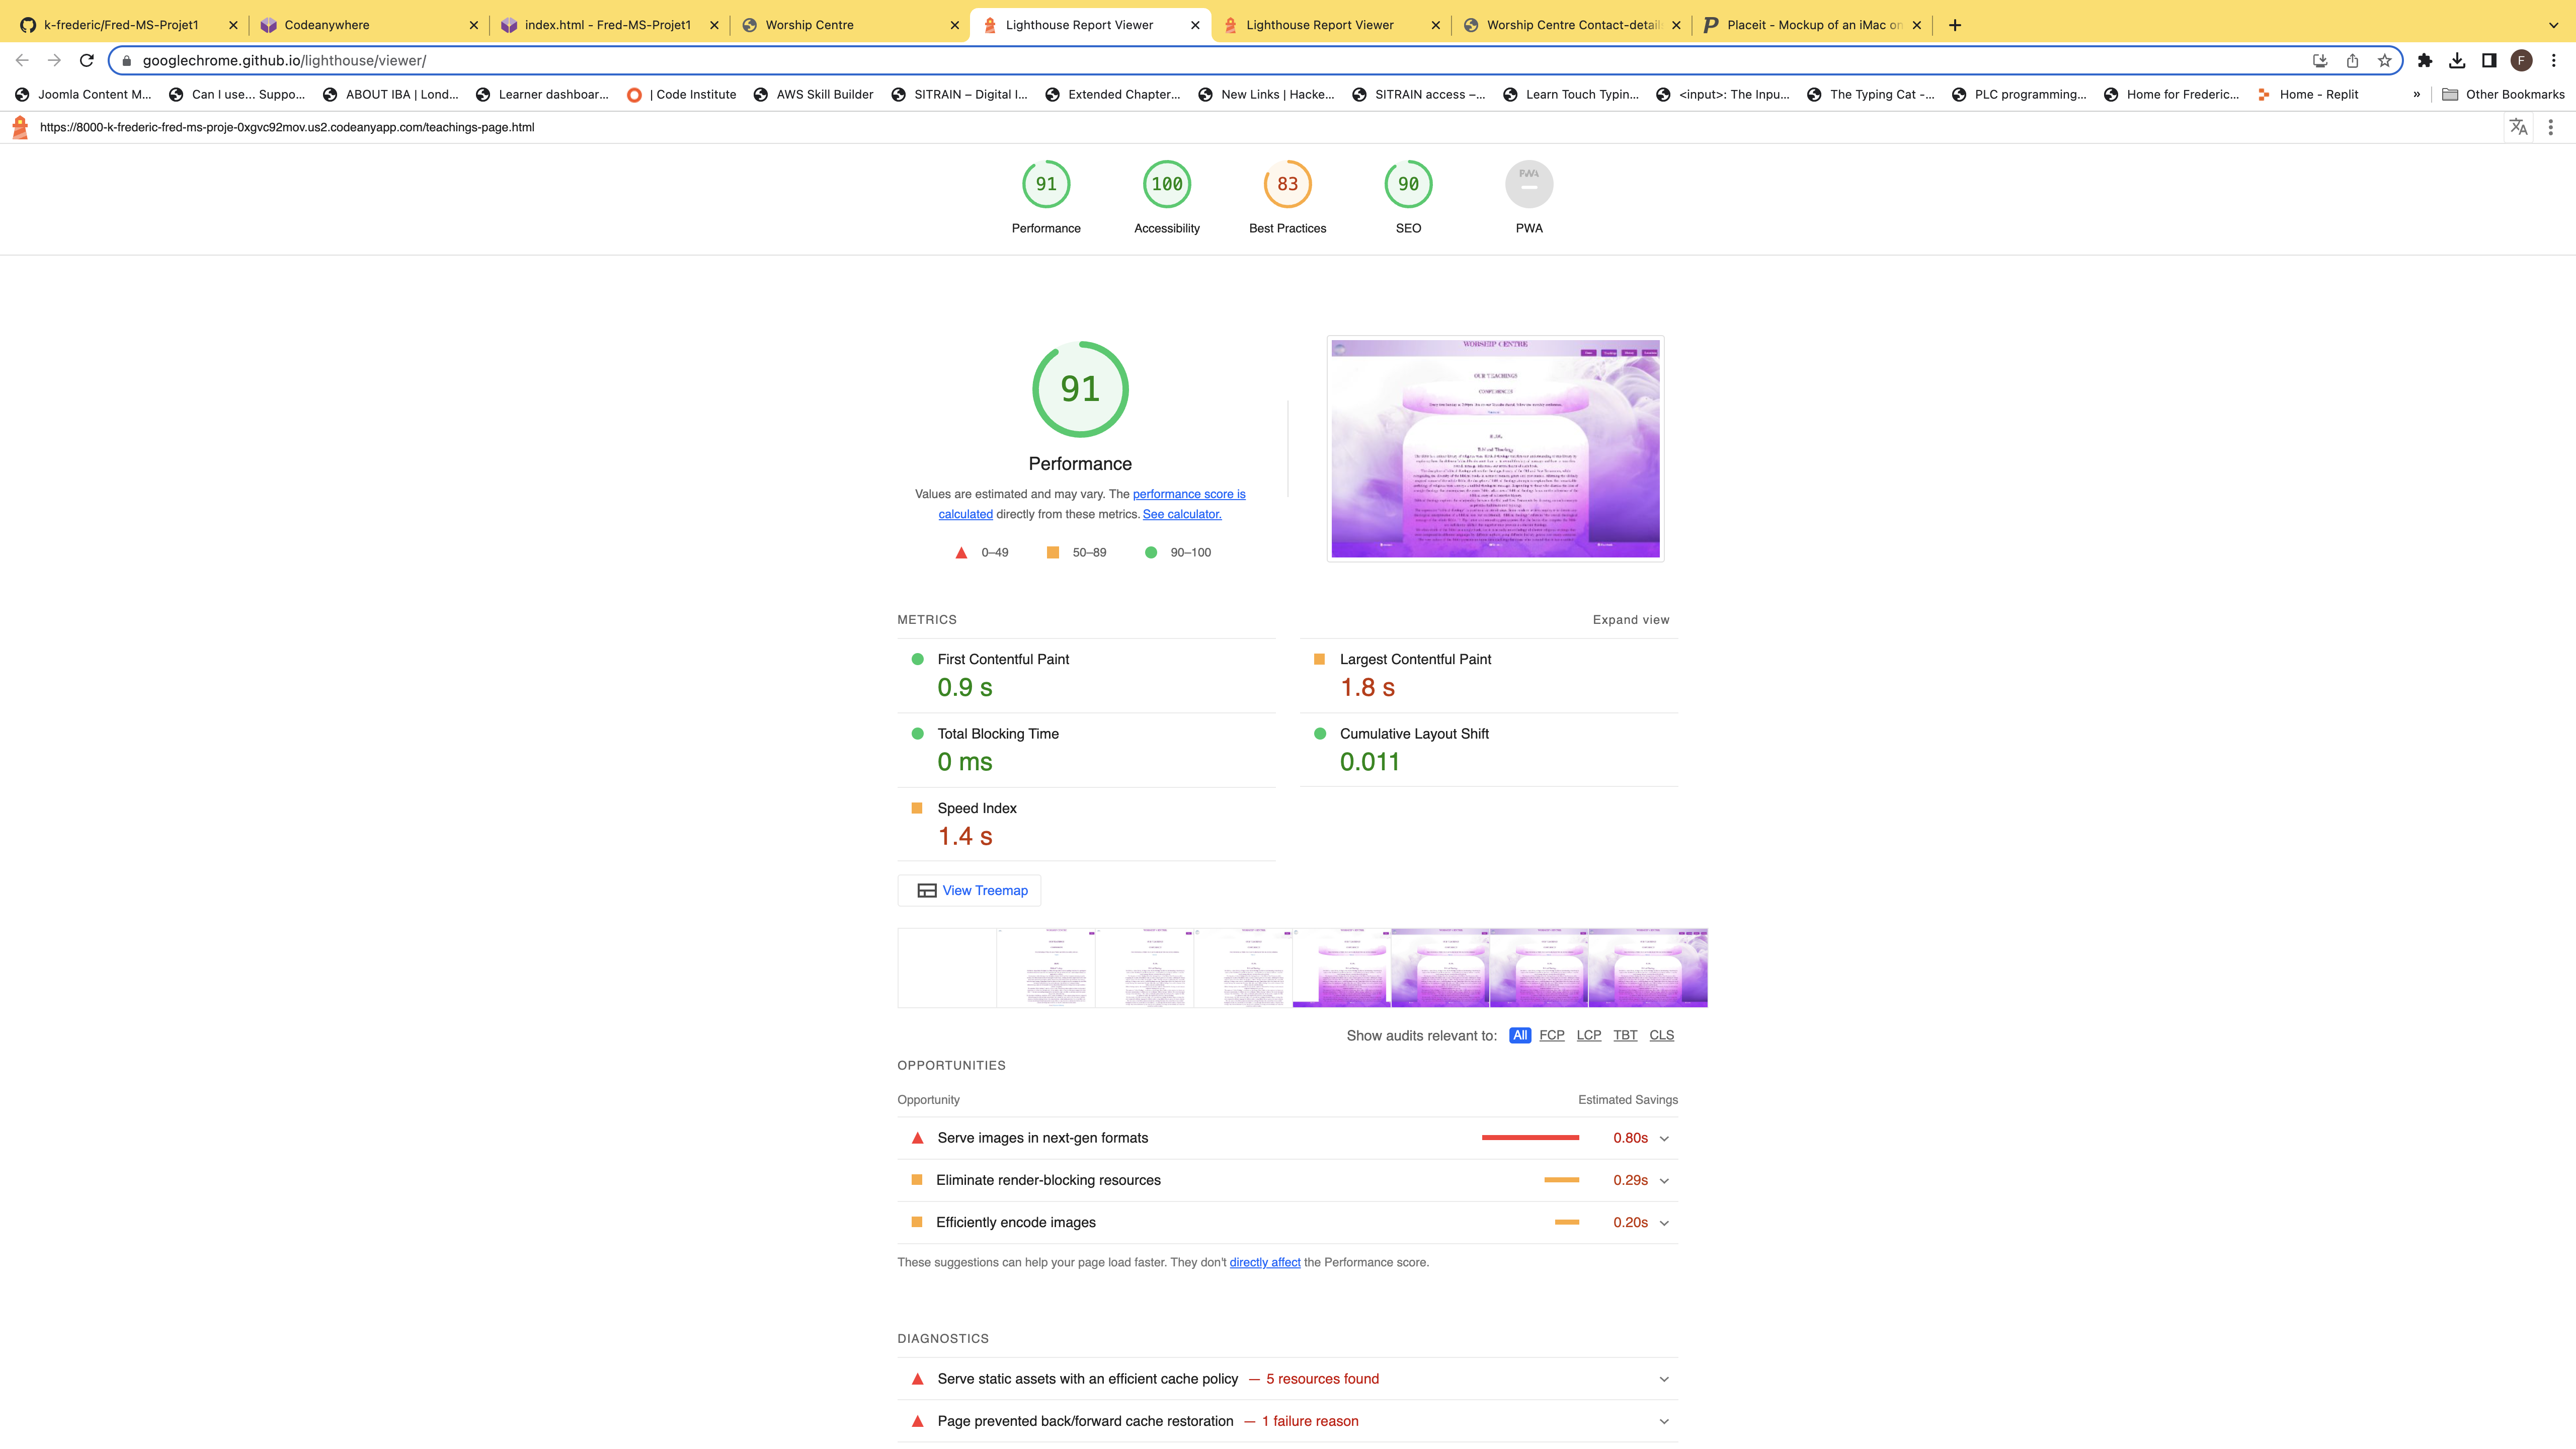 k-frederic/Fred-MS-Projet1
Codeanywhere
index.html - Fred-MS-Projet1
Worship Centre
Lighthouse Report Viewer
Lighthouse Report Viewer
Worship Centre Contact-detail
Placeit - Mockup of an iMac on
googlechrome.github.io/lighthouse/viewer/
F
Joomla Content M...
Can I use... Suppo...
ABOUT IBA | Lond...
Learner dashboar...
| Code Institute
AWS Skill Builder
SITRAIN – Digital I...
Extended Chapter...
New Links | Hacke...
SITRAIN access –...
Learn Touch Typin...
<input>: The Inpu...
The Typing Cat -...
PLC programming...
Home for Frederic...
Home - Replit
»
Other Bookmarks
https://8000-k-frederic-fred-ms-proje-0xgvc92mov.us2.codeanyapp.com/teachings-page.html
91
100
83
90
PWA
Performance
Accessibility
Best Practices
SEO
PWA
91
Performance
Values are estimated and may vary. The performance score is
calculated directly from these metrics. See calculator.
0–49
50–89
90–100
WORSHIP CENTRE
OUR TEACHINGS
METRICS
Expand view
First Contentful Paint
0.9 s
Largest Contentful Paint
1.8 s
Total Blocking Time
0 ms
Cumulative Layout Shift
0.011
Speed Index
1.4 s
View Treemap
Show audits relevant to: All FCP LCP TBT CLS
OPPORTUNITIES
Opportunity
Estimated Savings
Serve images in next-gen formats
0.80s
Eliminate render-blocking resources
0.29s
Efficiently encode images
0.20s
These suggestions can help your page load faster. They don't directly affect the Performance score.
DIAGNOSTICS
Serve static assets with an efficient cache policy — 5 resources found
Page prevented back/forward cache restoration — 1 failure reason